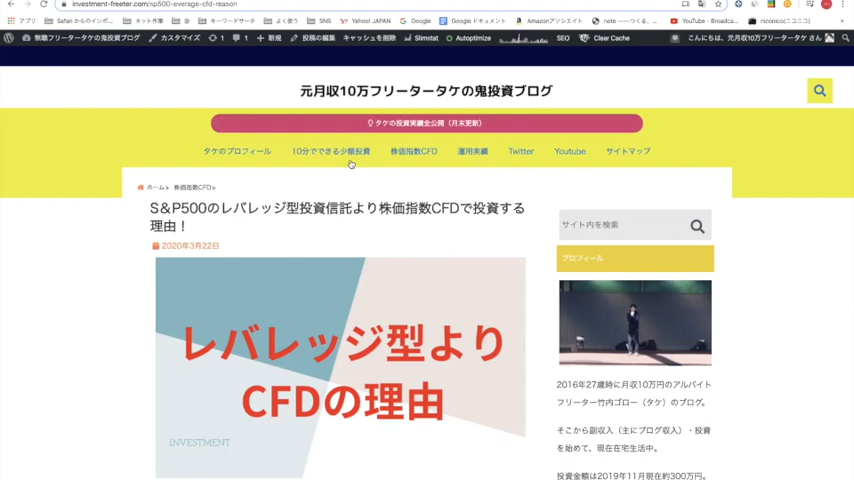 investment-freeter.com/sp500-everage-cfd-reason
アプリ Safari からのインポ... ネット作業 会 キーワードサーチ よく使う SNS Yahoo! JAPAN Google Google ドキュメント Amazonアソシエイト note ――つくる、... YouTube - Broadca... niconico(ニコニコ)
無職フリータータケの鬼投資ブログ カスタマイズ 1 1 新規 投稿の編集 キャッシュを削除 Slimstat Autoptimize SEO Clear Cache こんにちは、元月収10万フリータータケ さん
元月収10万フリータータケの鬼投資ブログ
タケの投資実績全公開（月末更新）
タケのプロフィール 10分でできる少額投資 株価指数CFD 運用実績 Twitter Youtube サイトマップ
ホーム> 株価指数CFD>
S＆P500のレバレッジ型投資信託より株価指数CFDで投資する
理由！
2020年3月22日
レバレッジ型より
CFDの理由
INVESTMENT
サイト内を検索
プロフィール
2016年27歳時に月収10万円のアルバイト
フリーター竹内ゴロー（タケ）のブログ。
そこから副収入（主にブログ収入）・投資
を始めて、現在在宅生活中。
投資金額は2019年11月現在約300万円。